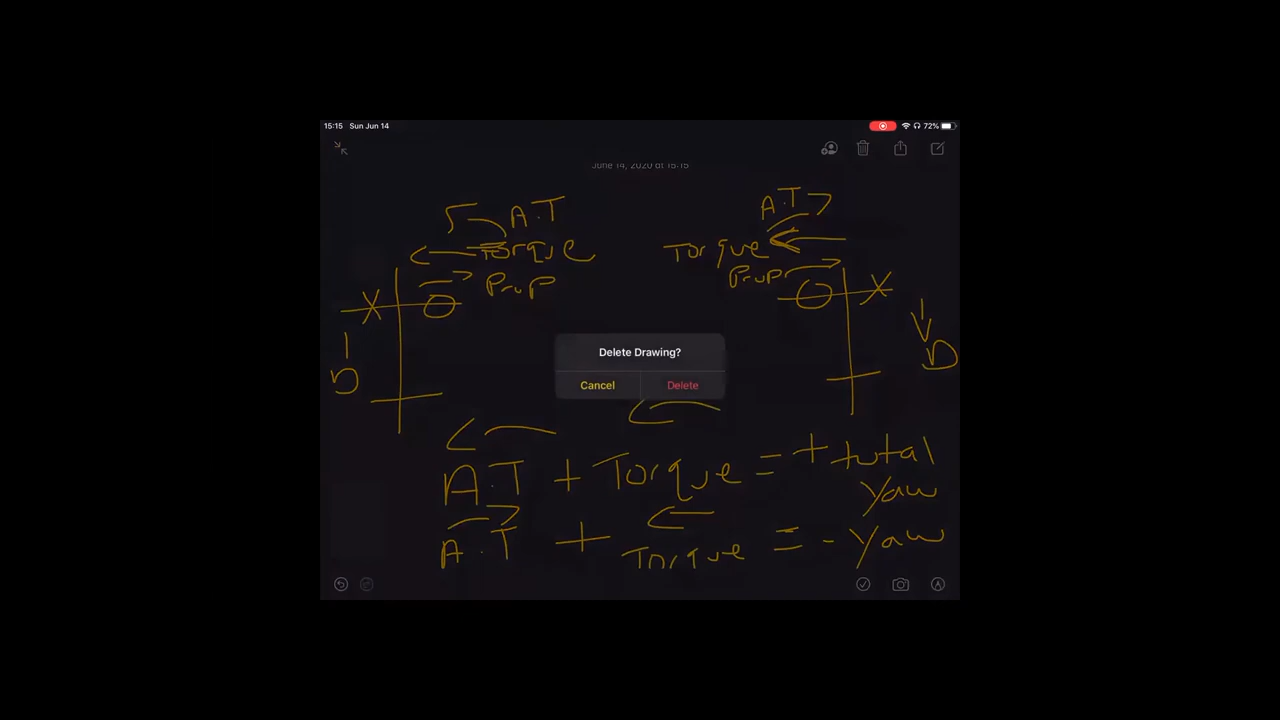 15:15 Sun Jun 14 72%
June 14, 2020 at 15:15
A.T A.T
Torque Torque
Prop Prop
X X
D D
Delete Drawing?
Cancel Delete
A.T + Torque = + total
Yaw
A.T + Torque = - Yaw